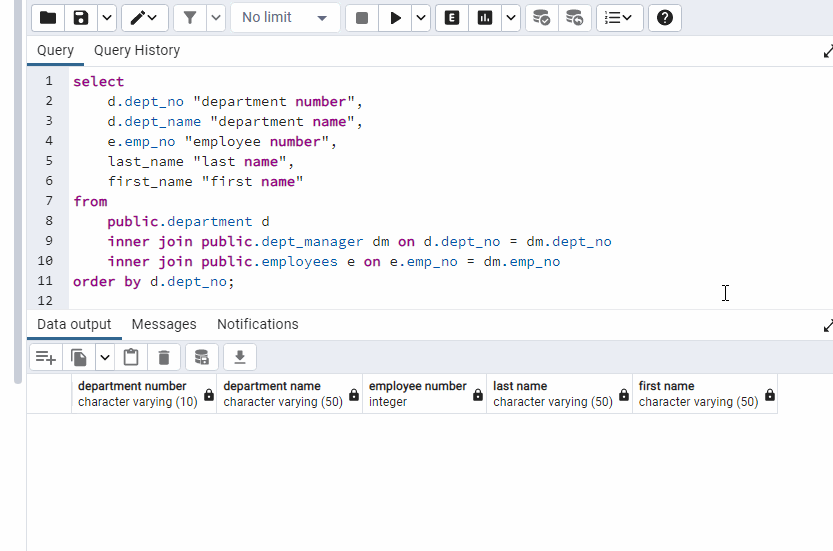 No limit
Query Query History
1 select
2 d.dept_no "department number",
3 d.dept_name "department name",
4 e.emp_no "employee number",
5 last_name "last name",
6 first_name "first name"
7 from
8 public.department d
9 inner join public.dept_manager dm on d.dept_no = dm.dept_no
10 inner join public.employees e on e.emp_no = dm.emp_no
11 order by d.dept_no;
12
Data output Messages Notifications
department number department name employee number last name first name
character varying (10) character varying (50) integer character varying (50) character varying (50)